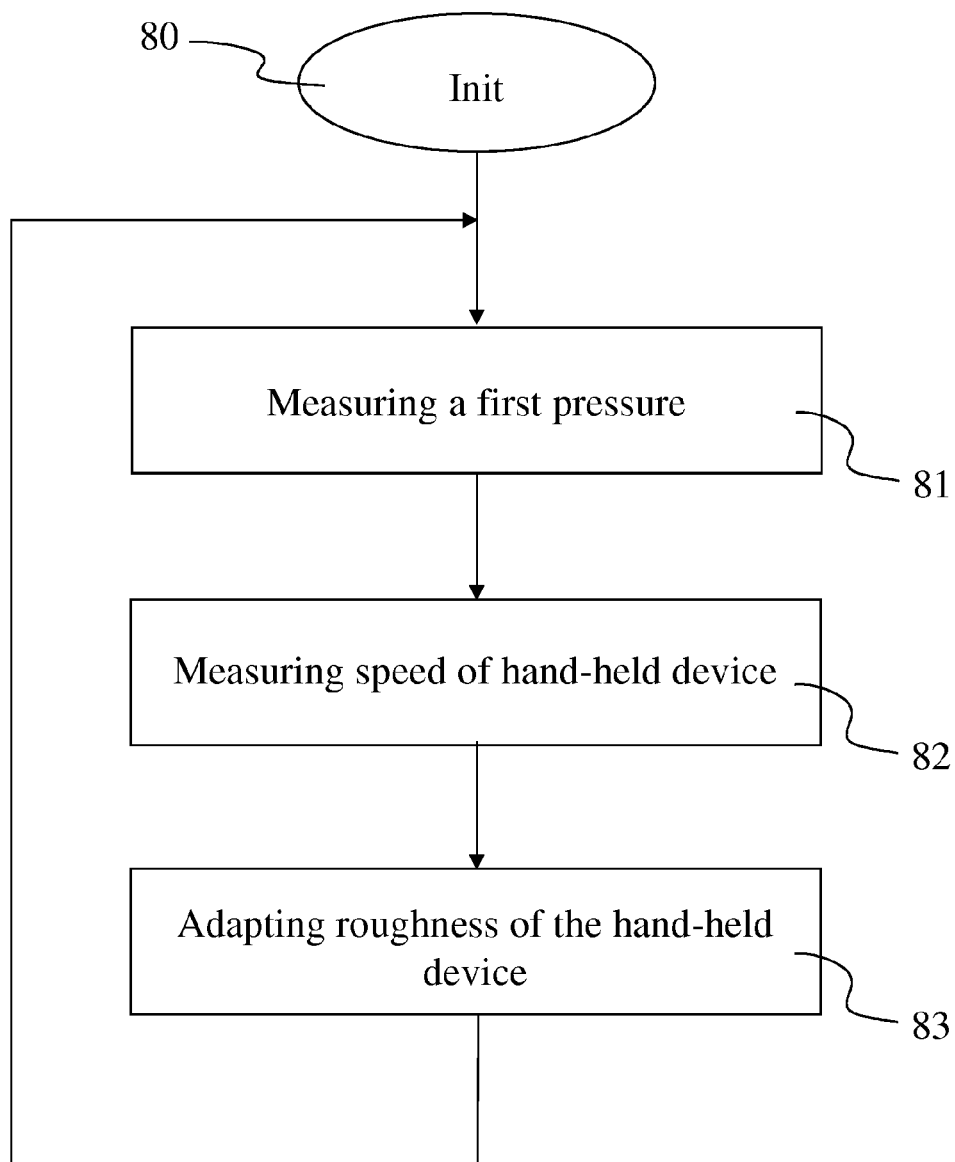 80
Init
Measuring a first pressure
81
Measuring speed of hand-held device
82
Adapting roughness of the hand-held
device
83